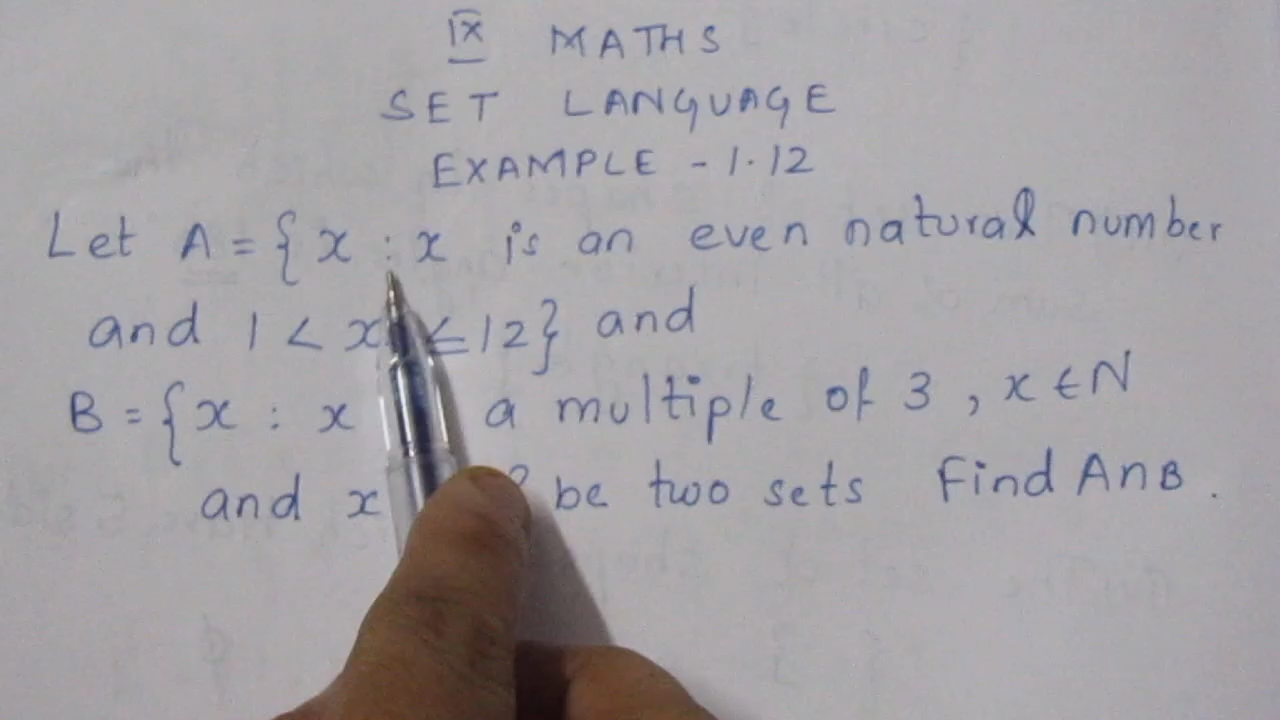 IX MATHS
SET LANGUAGE
EXAMPLE - 1.12
Let A = { x : x is an even natural number
and 1 < x ≤ 12} and
B = { x : x a multiple of 3 , x ∈ N
and x be two sets Find A∩B .